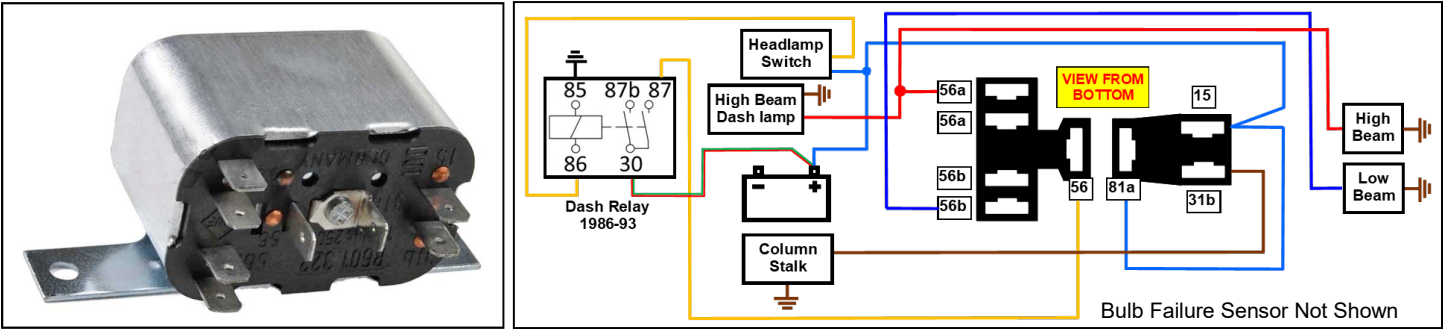 GERMANY
15
56
Headlamp
Switch
High Beam
Dash lamp
85 87b 87
86 30
Dash Relay
1986-93
- +
Column
Stalk
56a
56a
56b
56b
VIEW FROM
BOTTOM
15
56
81a
31b
High
Beam
Low
Beam
Bulb Failure Sensor Not Shown